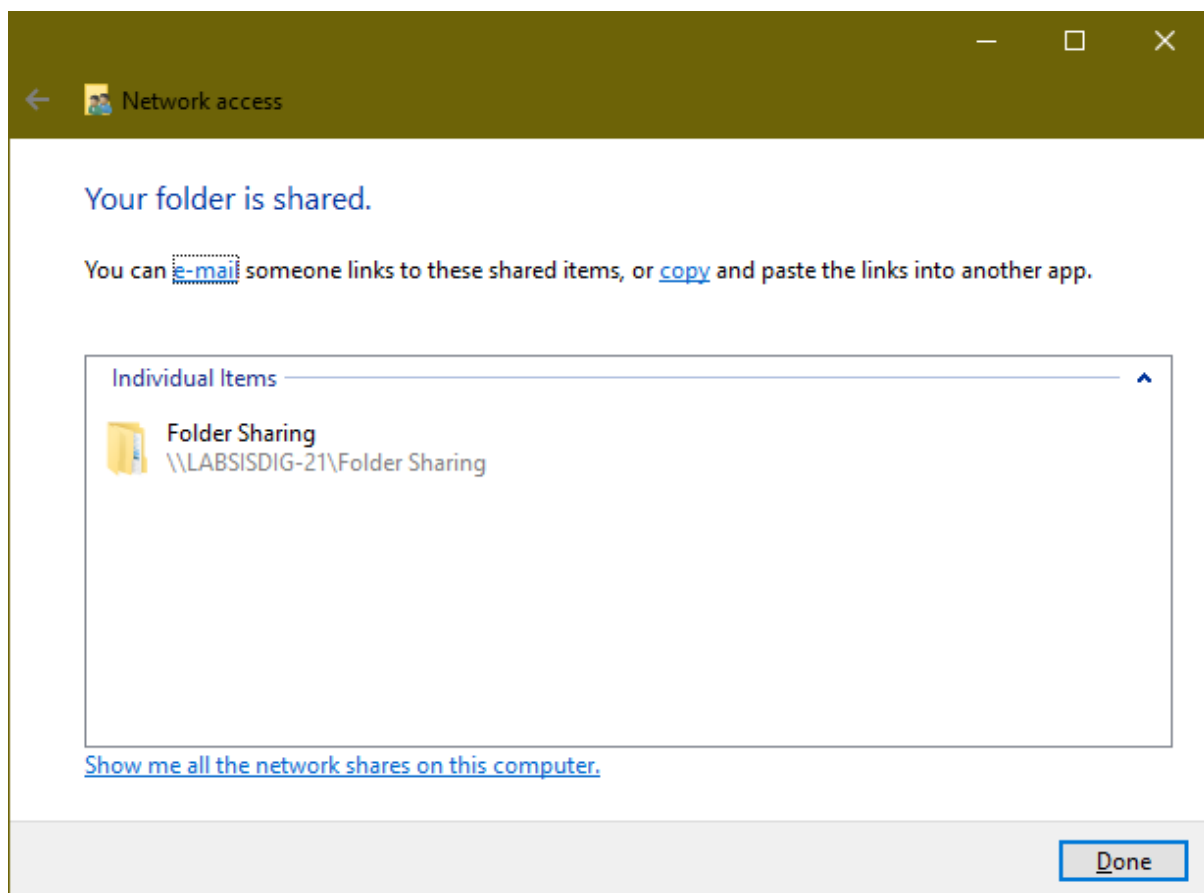 Network access
Your folder is shared.
You can e-mail someone links to these shared items, or copy and paste the links into another app.
Individual Items
Folder Sharing
\\LABSISDIG-21\Folder Sharing
Show me all the network shares on this computer.
Done